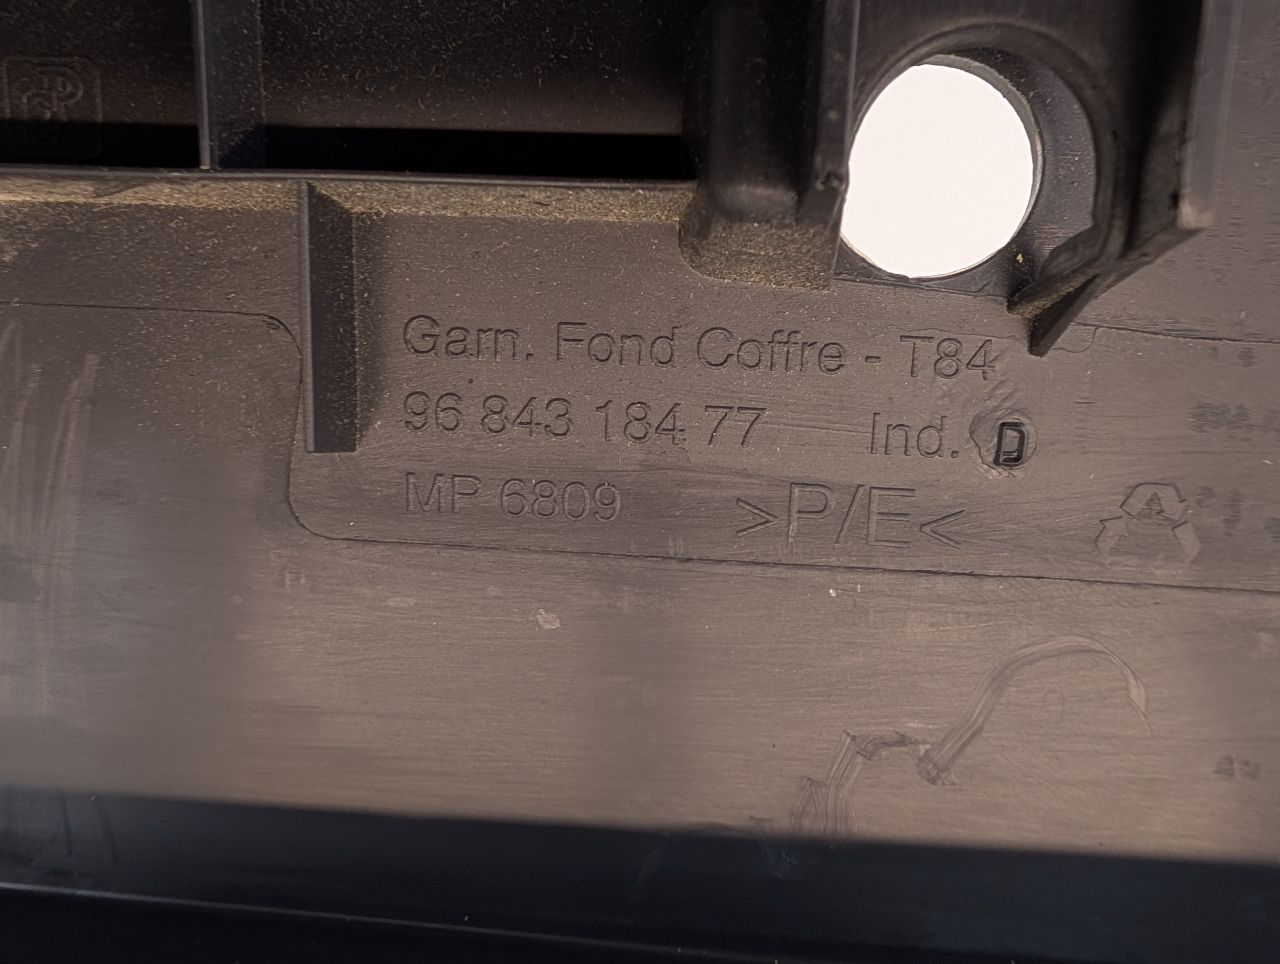 Garn. Fond Coffre - T84
96 843 184 77 Ind. D
MP 6809 >P/E<